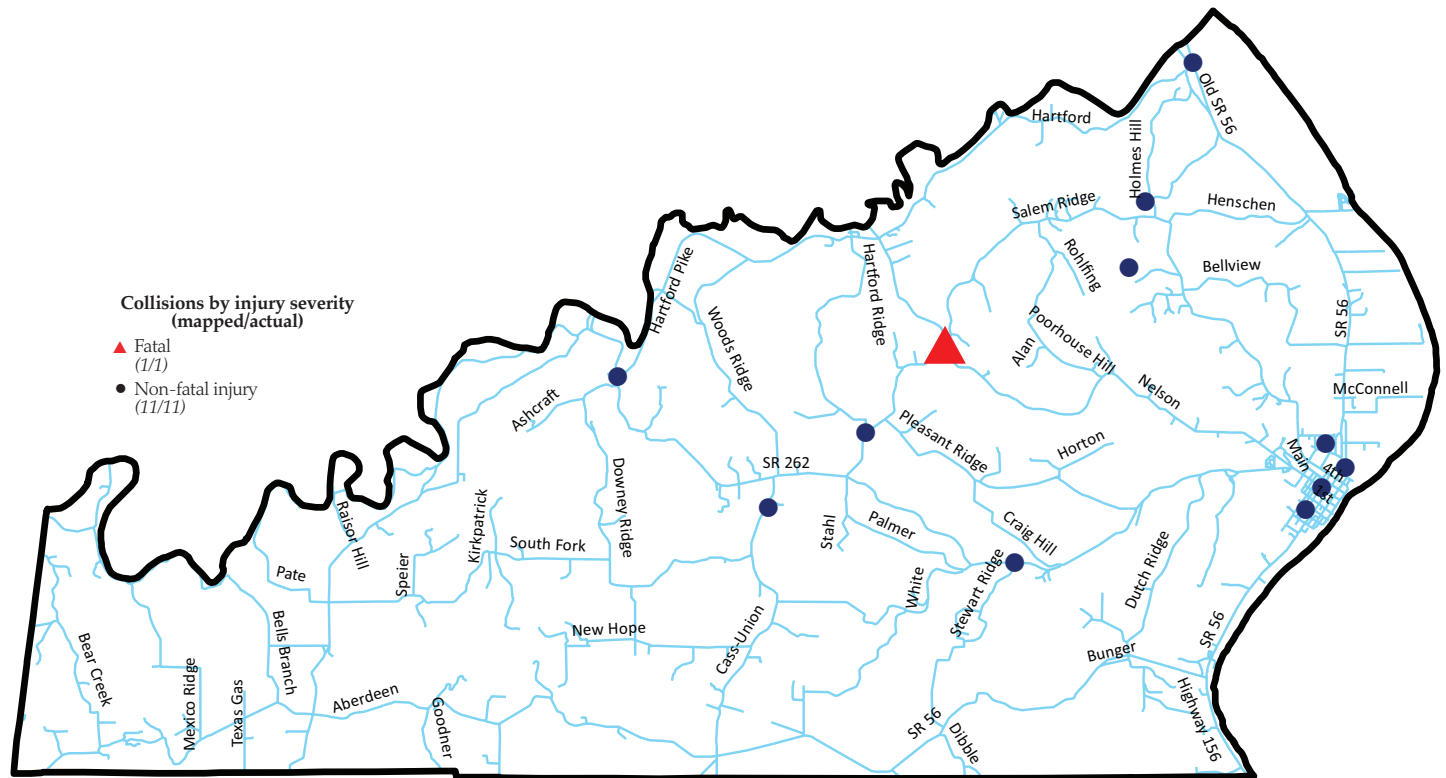 Old SR 56
Hartford
Holmes Hill
Henschen
Salem Ridge
Rohlfing
Hartford Ridge
Bellview
Hartford Pike
Collisions by injury severity
(mapped/actual)
Fatal
(1/1)
Non-fatal injury
(11/11)
Woods Ridge
SR 56
Alan
Poorhouse Hill
Nelson
McConnell
Ashcraft
Pleasant Ridge
Horton
Main
4th
1st
SR 262
Downey Ridge
Raisor Hill
Kirkpatrick
South Fork
Stahl
Palmer
Craig Hill
Speier
Pate
White
Stewart Ridge
Dutch Ridge
New Hope
Cass-Union
Bells Branch
Bear Creek
Bunger
SR 56
Mexico Ridge
Texas Gas
Aberdeen
Goodner
SR 56
Dibble
Highway 156